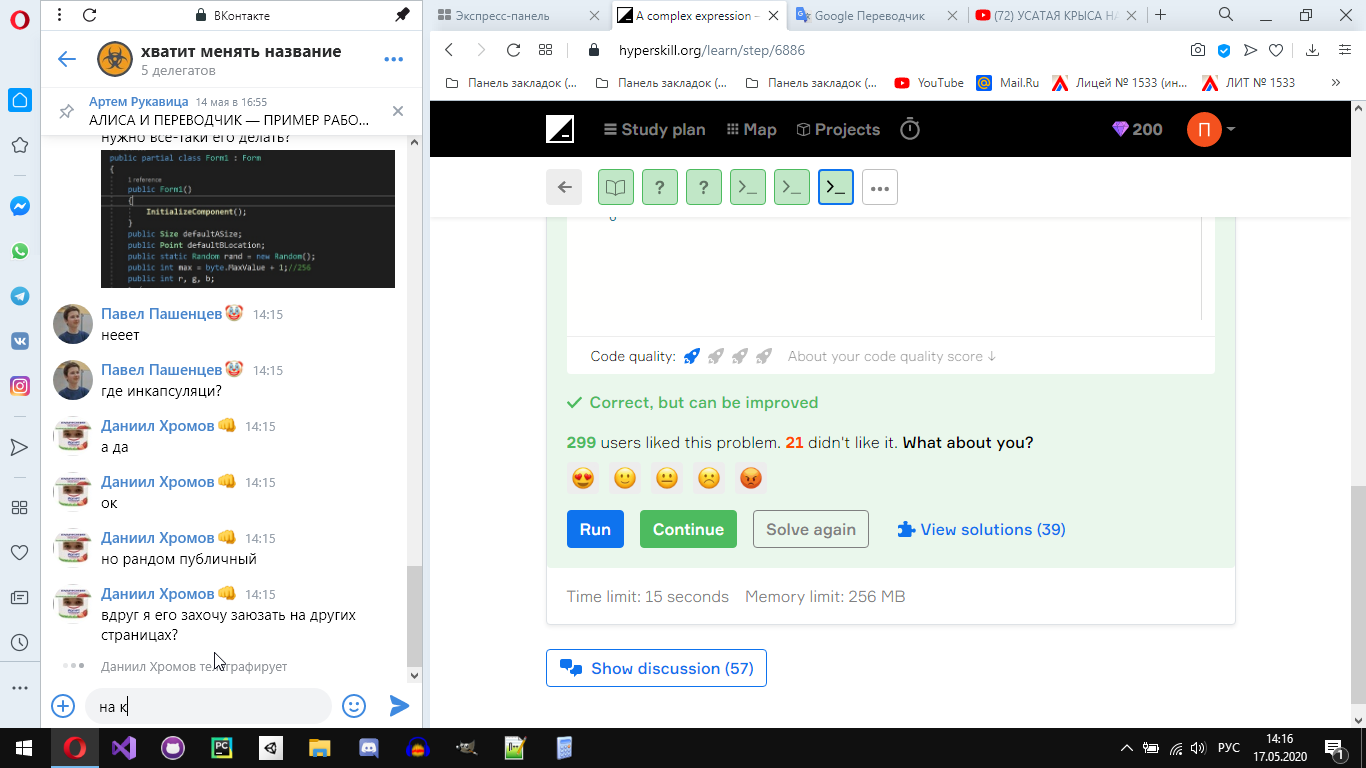 ВКонтакте
хватит менять название
5 делегатов
Артем Рукавица 14 мая в 16:55
АЛИСА И ПЕРЕВОДЧИК — ПРИМЕР РАБО...
нужно все-таки его делать?
public partial class Form1 : Form
{
1 reference
public Form1()
{
InitializeComponent();
}
public Size defaultASize;
public Point defaultBLocation;
public static Random rand = new Random();
public int max = byte.MaxValue + 1;//256
public int r, g, b;
Павел Пашенцев 14:15
нееет
Павел Пашенцев 14:15
где инкапсуляци?
Даниил Хромов 14:15
а да
Даниил Хромов 14:15
ок
Даниил Хромов 14:15
но рандом публичный
Даниил Хромов 14:15
вдруг я его захочу заюзать на других
страницах?
Даниил Хромов телеграфирует
на к
Экспресс-панель
A complex expression –
Google Переводчик
(72) УСАТАЯ КРЫСА НА
hyperskill.org/learn/step/6886
Панель закладок (...
Панель закладок (...
Панель закладок (...
YouTube
Mail.Ru
Лицей № 1533 (ин...
ЛИТ № 1533
Study plan
Map
Projects
200
П
Code quality:
About your code quality score ↓
Correct, but can be improved
299 users liked this problem. 21 didn't like it. What about you?
Run
Continue
Solve again
View solutions (39)
Time limit: 15 seconds Memory limit: 256 MB
Show discussion (57)
РУС
14:16
17.05.2020
1